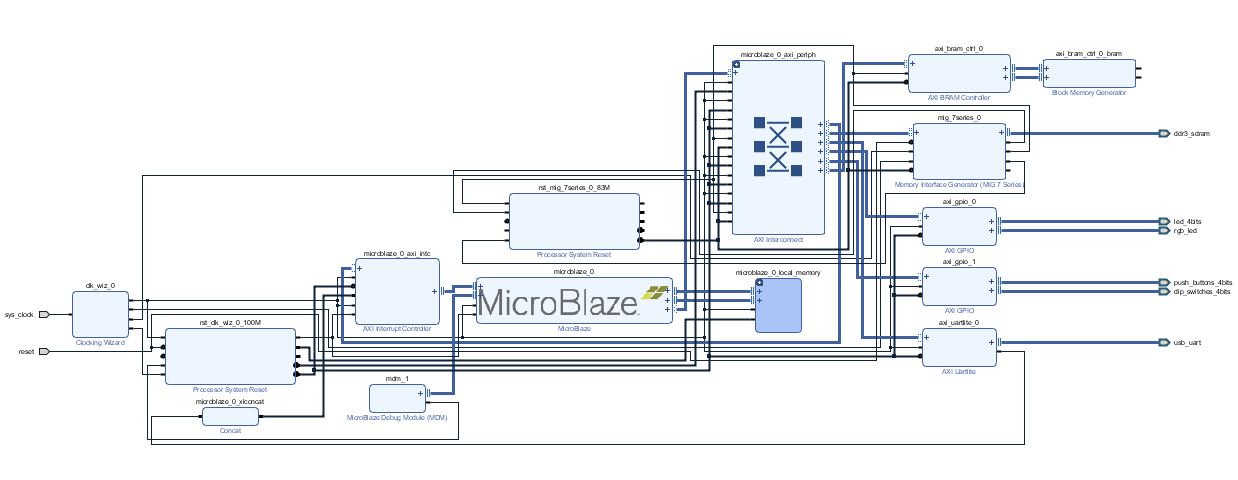 microblaze_0_axi_periph
axi_bram_ctrl_0
axi_bram_ctrl_0_bram
AXI BRAM Controller
Block Memory Generator
mig_7series_0
ddr3_sdram
Memory Interface Generator (MIG 7 Series)
rst_mig_7series_0_83M
Processor System Reset
AXI Interconnect
axi_gpio_0
led_4bits
rgb_led
AXI GPIO
microblaze_0_axi_intc
AXI Interrupt Controller
microblaze_0
MicroBlaze
MicroBlaze
microblaze_0_local_memory
axi_gpio_1
push_buttons_4bits
dip_switches_4bits
AXI GPIO
clk_wiz_0
sys_clock
Clocking Wizard
rst_clk_wiz_0_100M
reset
Processor System Reset
axi_uartlite_0
usb_uart
AXI Uartlite
mdm_1
MicroBlaze Debug Module (MDM)
microblaze_0_xlconcat
Concat